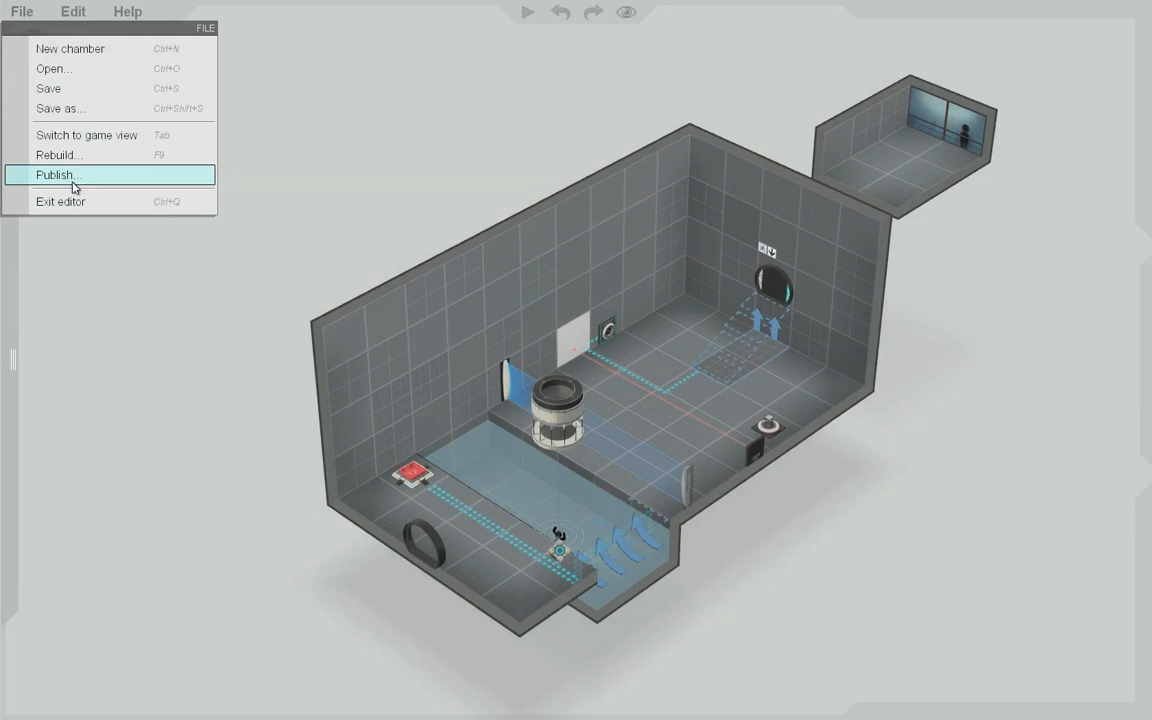 File Edit Help
FILE
New chamber Ctrl+N
Open... Ctrl+O
Save Ctrl+S
Save as... Ctrl+Shift+S
Switch to game view Tab
Rebuild... F9
Publish...
Exit editor Ctrl+Q